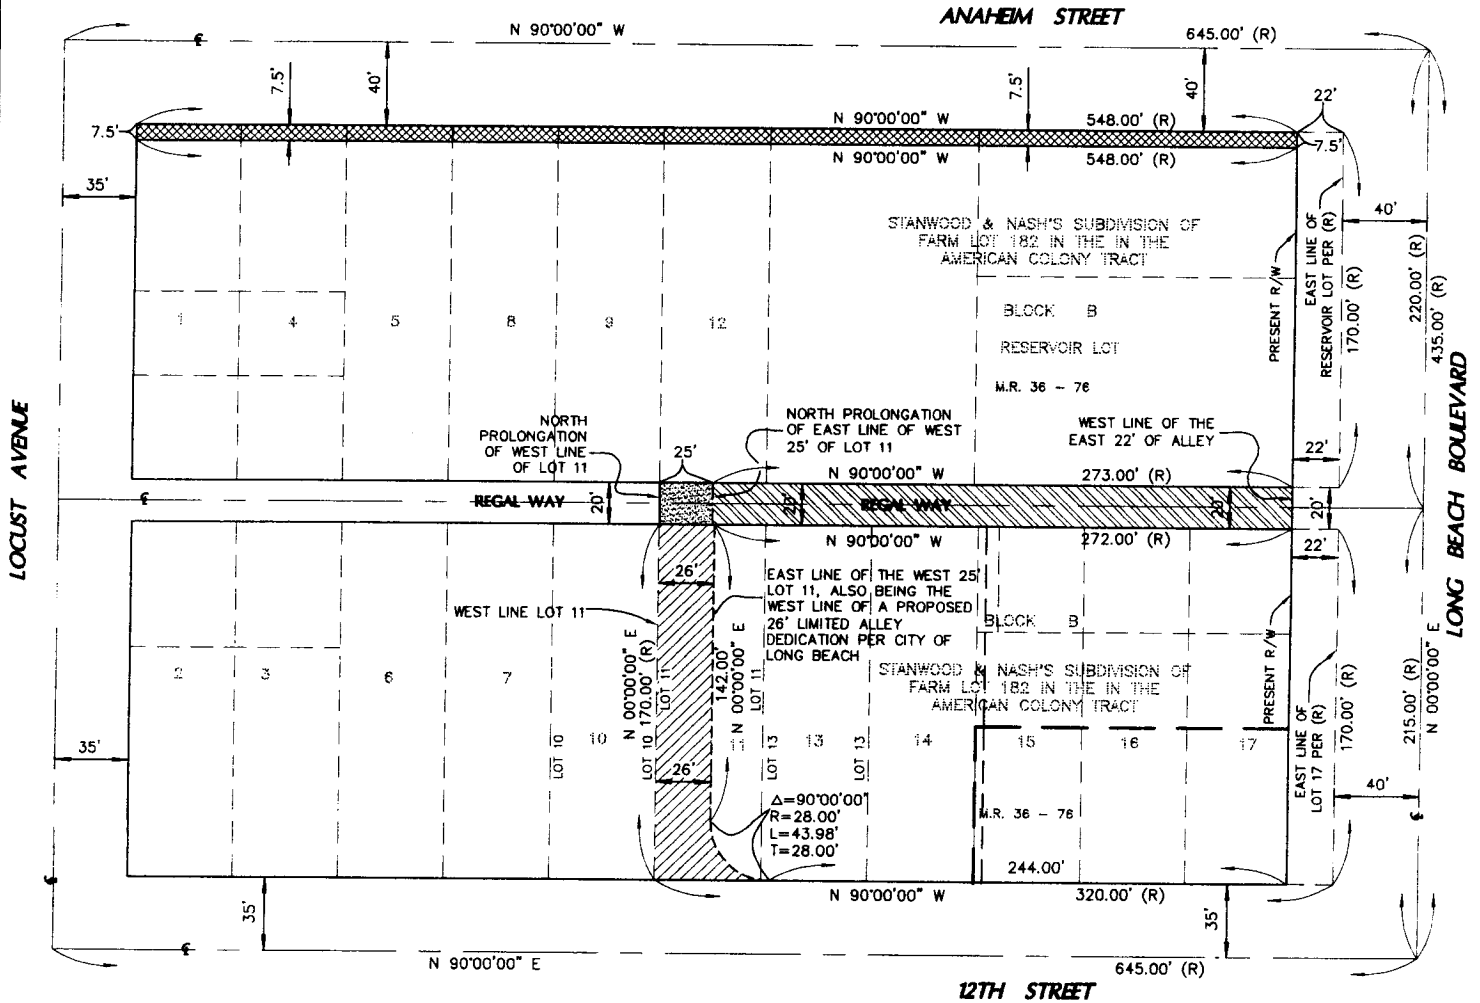 ANAHEIM STREET
N 90°00'00" W
645.00' (R)
7.5'
40'
7.5'
40'
22'
7.5'
N 90°00'00" W
548.00' (R)
N 90°00'00" W
548.00' (R)
7.5'
35'
40'
STANWOOD & NASH'S SUBDIVISION OF
FARM LOT 182 IN THE IN THE
AMERICAN COLONY TRACT
PRESENT R/W
EAST LINE OF
RESERVOIR LOT PER (R)
170.00' (R)
220.00' (R)
435.00' (R)
1
4
5
8
9
12
BLOCK B
RESERVOIR LOT
M.R. 36 - 76
LOCUST AVENUE
LONG BEACH BOULEVARD
NORTH
PROLONGATION
OF WEST LINE
OF LOT 11
25'
NORTH PROLONGATION
OF EAST LINE OF WEST
25' OF LOT 11
WEST LINE OF THE
EAST 22' OF ALLEY
22'
N 90°00'00" W
273.00' (R)
℄
REGAL WAY
20'
20'
REGAL WAY
20'
20'
N 90°00'00" W
272.00' (R)
22'
26'
WEST LINE LOT 11
EAST LINE OF THE WEST 25'
LOT 11, ALSO BEING THE
WEST LINE OF A PROPOSED
26' LIMITED ALLEY
DEDICATION PER CITY OF
LONG BEACH
BLOCK B
STANWOOD & NASH'S SUBDIVISION OF
FARM LOT 182 IN THE IN THE
AMERICAN COLONY TRACT
2
3
6
7
N 00°00'00" E
170.00' (R)
LOT 11
142.00'
N 00°00'00" E
LOT 11
PRESENT R/W
EAST LINE OF
LOT 17 PER (R)
170.00' (R)
215.00' (R)
N 00°00'00" E
35'
LOT 10
10
LOT 10
11
LOT 13
13
LOT 13
14
15
16
17
26'
40'
Δ=90°00'00"
R=28.00'
L=43.98'
T=28.00'
M.R. 36 - 76
℄
244.00'
N 90°00'00" W
320.00' (R)
℄
35'
35'
℄
N 90°00'00" E
645.00' (R)
12TH STREET
℄